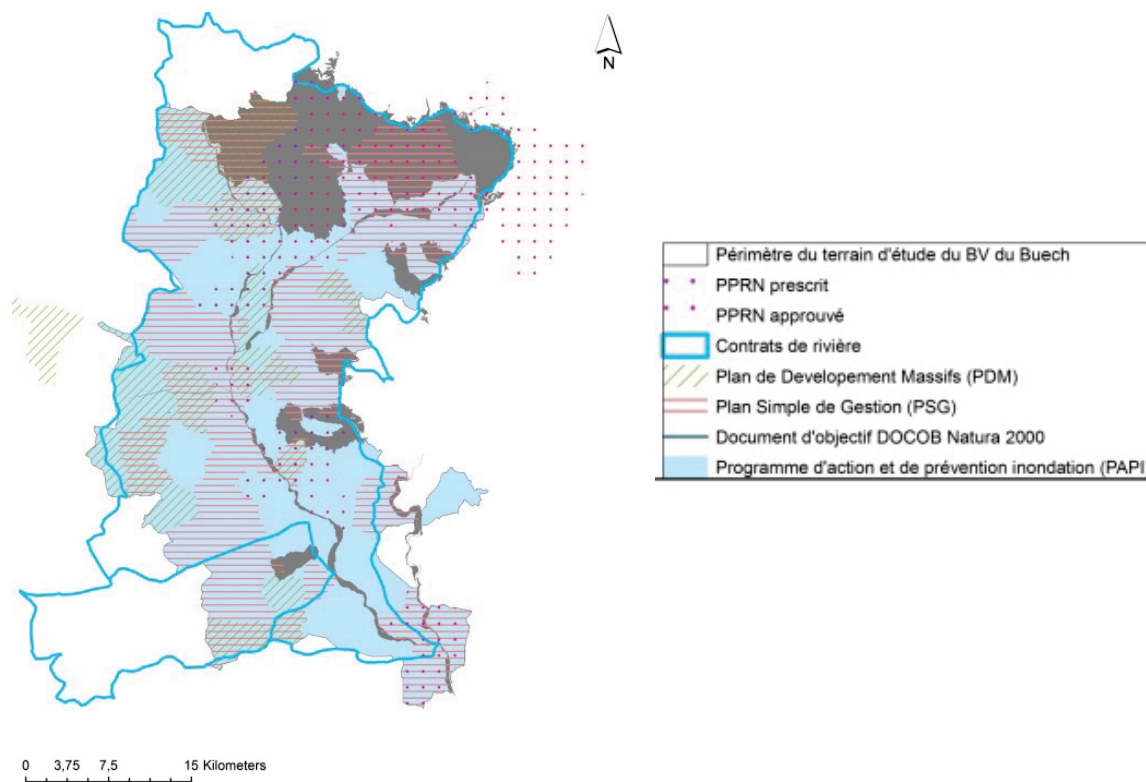 N
Périmètre du terrain d'étude du BV du Buech
PPRN prescrit
PPRN approuvé
Contrats de rivière
Plan de Developement Massifs (PDM)
Plan Simple de Gestion (PSG)
Document d'objectif DOCOB Natura 2000
Programme d'action et de prévention inondation (PAPI
0 3,75 7,5 15 Kilometers